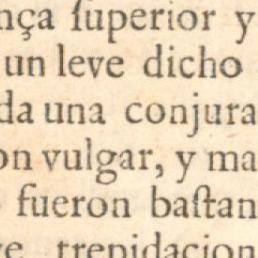 nça ſuperior y
un leve dicho
da una conjura
on vulgar, y ma
fueron baſtan
trepidacion